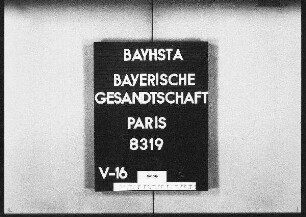 BAYHSTA
BAYERISCHE
GESANDTSCHAFT
PARIS
8319
V-16